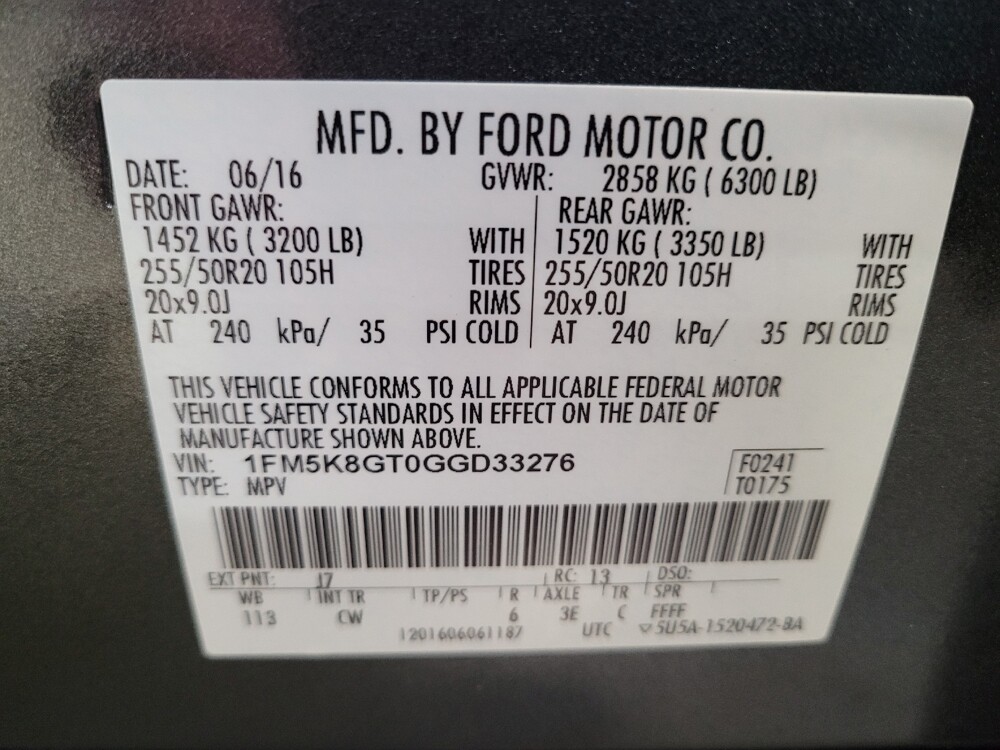 MFD. BY FORD MOTOR CO.
DATE: 06/16 GVWR: 2858 KG ( 6300 LB)
FRONT GAWR: REAR GAWR:
1452 KG ( 3200 LB) WITH 1520 KG ( 3350 LB) WITH
255/50R20 105H TIRES 255/50R20 105H TIRES
20x9.0J RIMS 20x9.0J RIMS
AT 240 kPa/ 35 PSI COLD AT 240 kPa/ 35 PSI COLD
THIS VEHICLE CONFORMS TO ALL APPLICABLE FEDERAL MOTOR
VEHICLE SAFETY STANDARDS IN EFFECT ON THE DATE OF
MANUFACTURE SHOWN ABOVE.
VIN: 1FM5K8GT0GGD33276 F0241
TYPE: MPV T0175
EXT PNT: J7 RC: 13 DSO:
WB INT TR TP/PS R AXLE TR SPR
113 CW 6 3E C FFFF
1201606061187 UTC ▽5U5A-1520472-BA